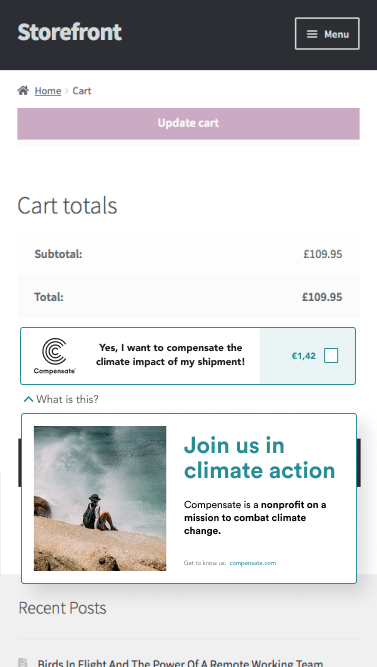 Storefront
Menu
Home › Cart
Update cart
Cart totals
Subtotal: £109.95
Total: £109.95
Yes, I want to compensate the
climate impact of my shipment!
€1,42
Compensate
What is this?
Join us in
climate action
Compensate is a nonprofit on a
mission to combat climate
change.
Get to know us: compensate.com
Recent Posts
Birds In Flight And The Power Of A Remote Working Team